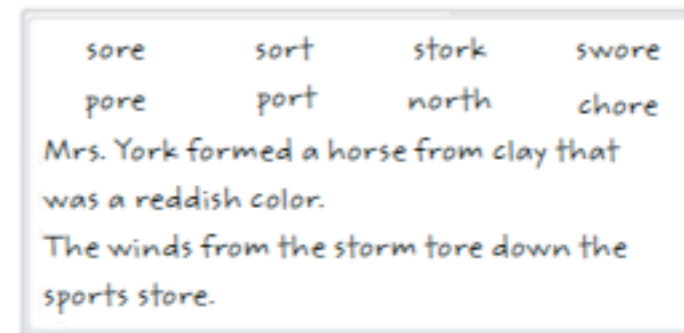 sore sort stork swore
pore port north chore
Mrs. York formed a horse from clay that
was a reddish color.
The winds from the storm tore down the
sports store.